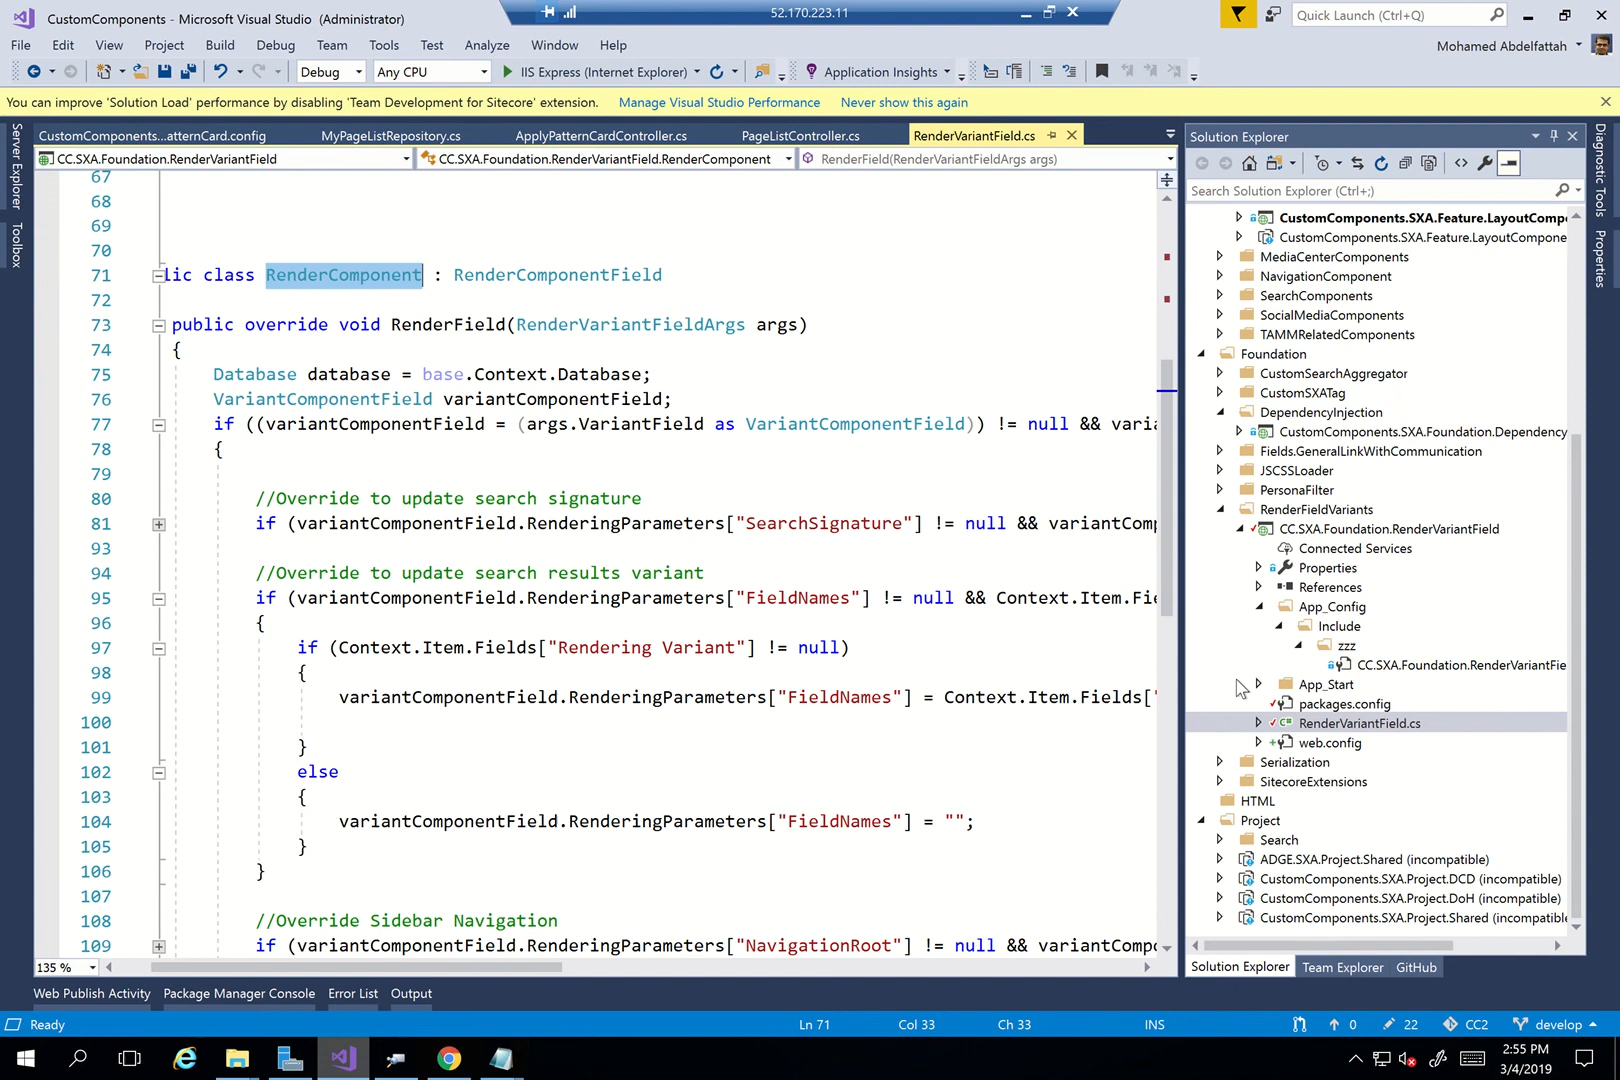 CustomComponents - Microsoft Visual Studio (Administrator)
52.170.223.11
Quick Launch (Ctrl+Q)
File Edit View Project Build Debug Team Tools Test Analyze Window Help
Mohamed Abdelfattah
Debug Any CPU IIS Express (Internet Explorer) Application Insights
You can improve 'Solution Load' performance by disabling 'Team Development for Sitecore' extension. Manage Visual Studio Performance Never show this again
Server Explorer
Toolbox
CustomComponents...atternCard.config MyPageListRepository.cs ApplyPatternCardController.cs PageListController.cs RenderVariantField.cs
CC.SXA.Foundation.RenderVariantField CC.SXA.Foundation.RenderVariantField.RenderComponent RenderField(RenderVariantFieldArgs args)
67
68
69
70
71 lic class RenderComponent : RenderComponentField
72
73 public override void RenderField(RenderVariantFieldArgs args)
74 {
75 Database database = base.Context.Database;
76 VariantComponentField variantComponentField;
77 if ((variantComponentField = (args.VariantField as VariantComponentField)) != null && varia
78 {
79
80 //Override to update search signature
81 if (variantComponentField.RenderingParameters["SearchSignature"] != null && variantComp
93
94 //Override to update search results variant
95 if (variantComponentField.RenderingParameters["FieldNames"] != null && Context.Item.Fie
96 {
97 if (Context.Item.Fields["Rendering Variant"] != null)
98 {
99 variantComponentField.RenderingParameters["FieldNames"] = Context.Item.Fields["
100
101 }
102 else
103 {
104 variantComponentField.RenderingParameters["FieldNames"] = "";
105 }
106 }
107
108 //Override Sidebar Navigation
109 if (variantComponentField.RenderingParameters["NavigationRoot"] != null && variantCompo
135 %
Solution Explorer
Search Solution Explorer (Ctrl+;)
CustomComponents.SXA.Feature.LayoutComp
CustomComponents.SXA.Feature.LayoutCompone
MediaCenterComponents
NavigationComponent
SearchComponents
SocialMediaComponents
TAMMRelatedComponents
Foundation
CustomSearchAggregator
CustomSXATag
DependencyInjection
CustomComponents.SXA.Foundation.Dependency
Fields.GeneralLinkWithCommunication
JSCSSLoader
PersonaFilter
RenderFieldVariants
CC.SXA.Foundation.RenderVariantField
Connected Services
Properties
References
App_Config
Include
zzz
CC.SXA.Foundation.RenderVariantFie
App_Start
packages.config
RenderVariantField.cs
web.config
Serialization
SitecoreExtensions
HTML
Project
Search
ADGE.SXA.Project.Shared (incompatible)
CustomComponents.SXA.Project.DCD (incompatible)
CustomComponents.SXA.Project.DoH (incompatible)
CustomComponents.SXA.Project.Shared (incompatible
Solution Explorer Team Explorer GitHub
Diagnostic Tools
Properties
Web Publish Activity Package Manager Console Error List Output
Ready Ln 71 Col 33 Ch 33 INS 0 22 CC2 develop
2:55 PM
3/4/2019